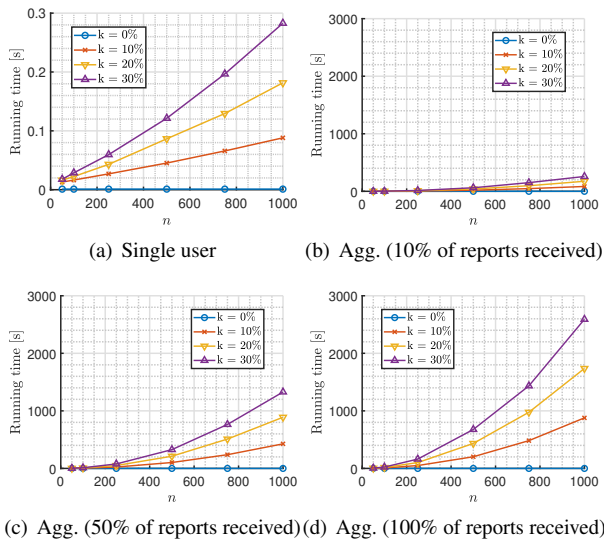 0.3
0.2
0.1
0
Running time [s]
k = 0%
k = 10%
k = 20%
k = 30%
0 200 400 600 800 1000
n
(a) Single user
3000
2000
1000
0
Running time [s]
k = 0%
k = 10%
k = 20%
k = 30%
0 200 400 600 800 1000
n
(b) Agg. (10% of reports received)
3000
2000
1000
0
Running time [s]
k = 0%
k = 10%
k = 20%
k = 30%
0 200 400 600 800 1000
n
(c) Agg. (50% of reports received)
3000
2000
1000
0
Running time [s]
k = 0%
k = 10%
k = 20%
k = 30%
0 200 400 600 800 1000
n
(d) Agg. (100% of reports received)